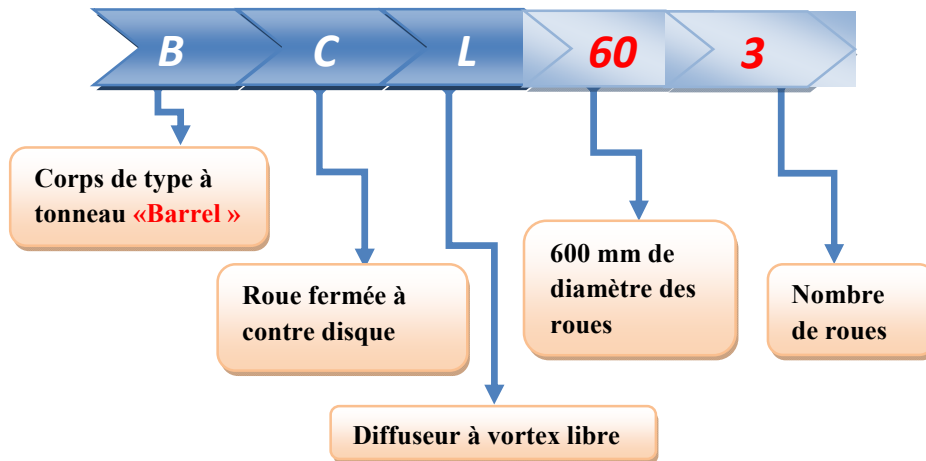 B C L 60 3
Corps de type à
tonneau «Barrel »
Roue fermée à
contre disque
Diffuseur à vortex libre
600 mm de
diamètre des
roues
Nombre
de roues